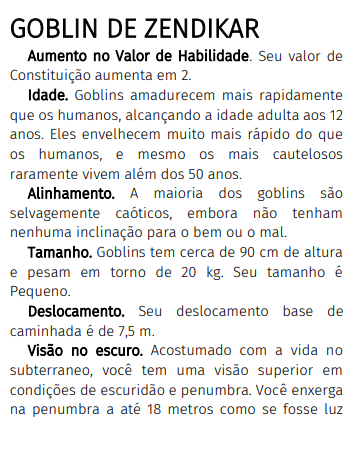 GOBLIN DE ZENDIKAR
Aumento no Valor de Habilidade. Seu valor de
Constituição aumenta em 2.
Idade. Goblins amadurecem mais rapidamente
que os humanos, alcançando a idade adulta aos 12
anos. Eles envelhecem muito mais rápido do que
os humanos, e mesmo os mais cautelosos
raramente vivem além dos 50 anos.
Alinhamento. A maioria dos goblins são
selvagemente caóticos, embora não tenham
nenhuma inclinação para o bem ou o mal.
Tamanho. Goblins tem cerca de 90 cm de altura
e pesam em torno de 20 kg. Seu tamanho é
Pequeno.
Deslocamento. Seu deslocamento base de
caminhada é de 7,5 m.
Visão no escuro. Acostumado com a vida no
subterraneo, você tem uma visão superior em
condições de escuridão e penumbra. Você enxerga
na penumbra a até 18 metros como se fosse luz